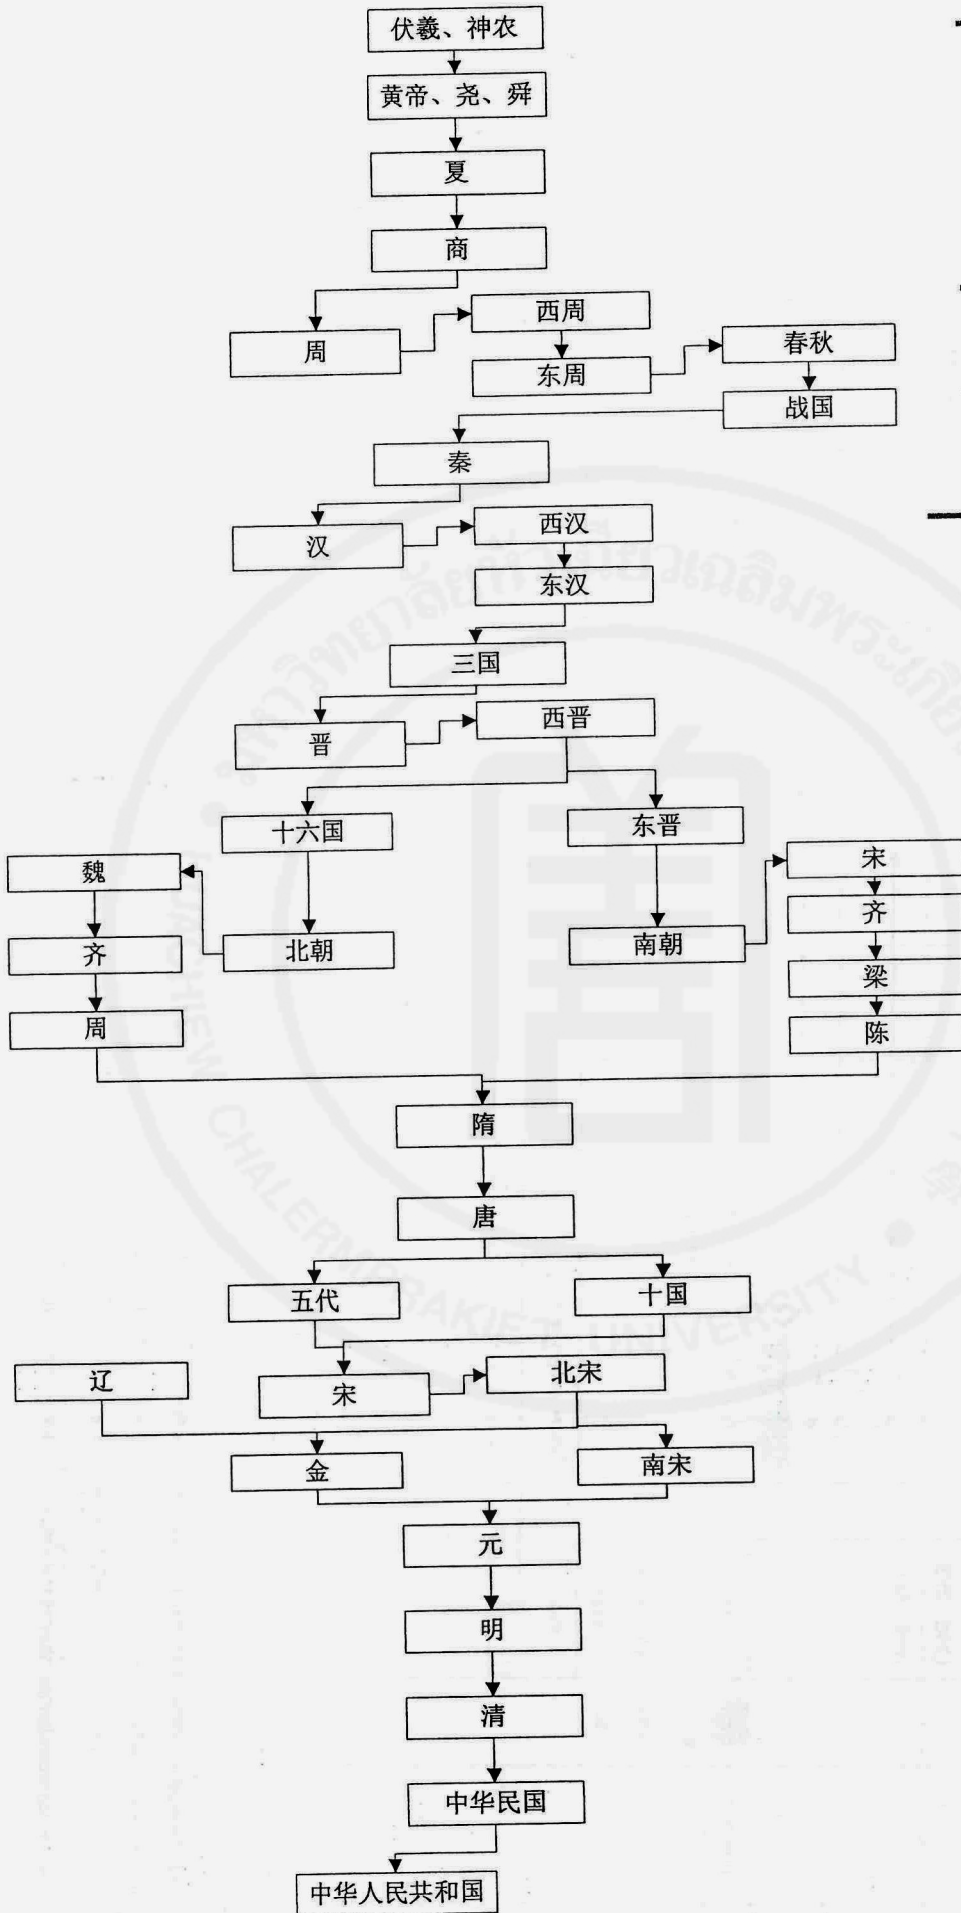 伏羲、神农
黄帝、尧、舜
夏
商
周
西周
东周
春秋
战国
秦
汉
西汉
东汉
三国
晋
西晋
十六国
东晋
北朝
魏
齐
周
南朝
宋
齐
梁
陈
隋
唐
五代
十国
宋
北宋
辽
金
南宋
元
明
清
中华民国
中华人民共和国
HUACHIEW CHALERMPRAKIET UNIVERSITY